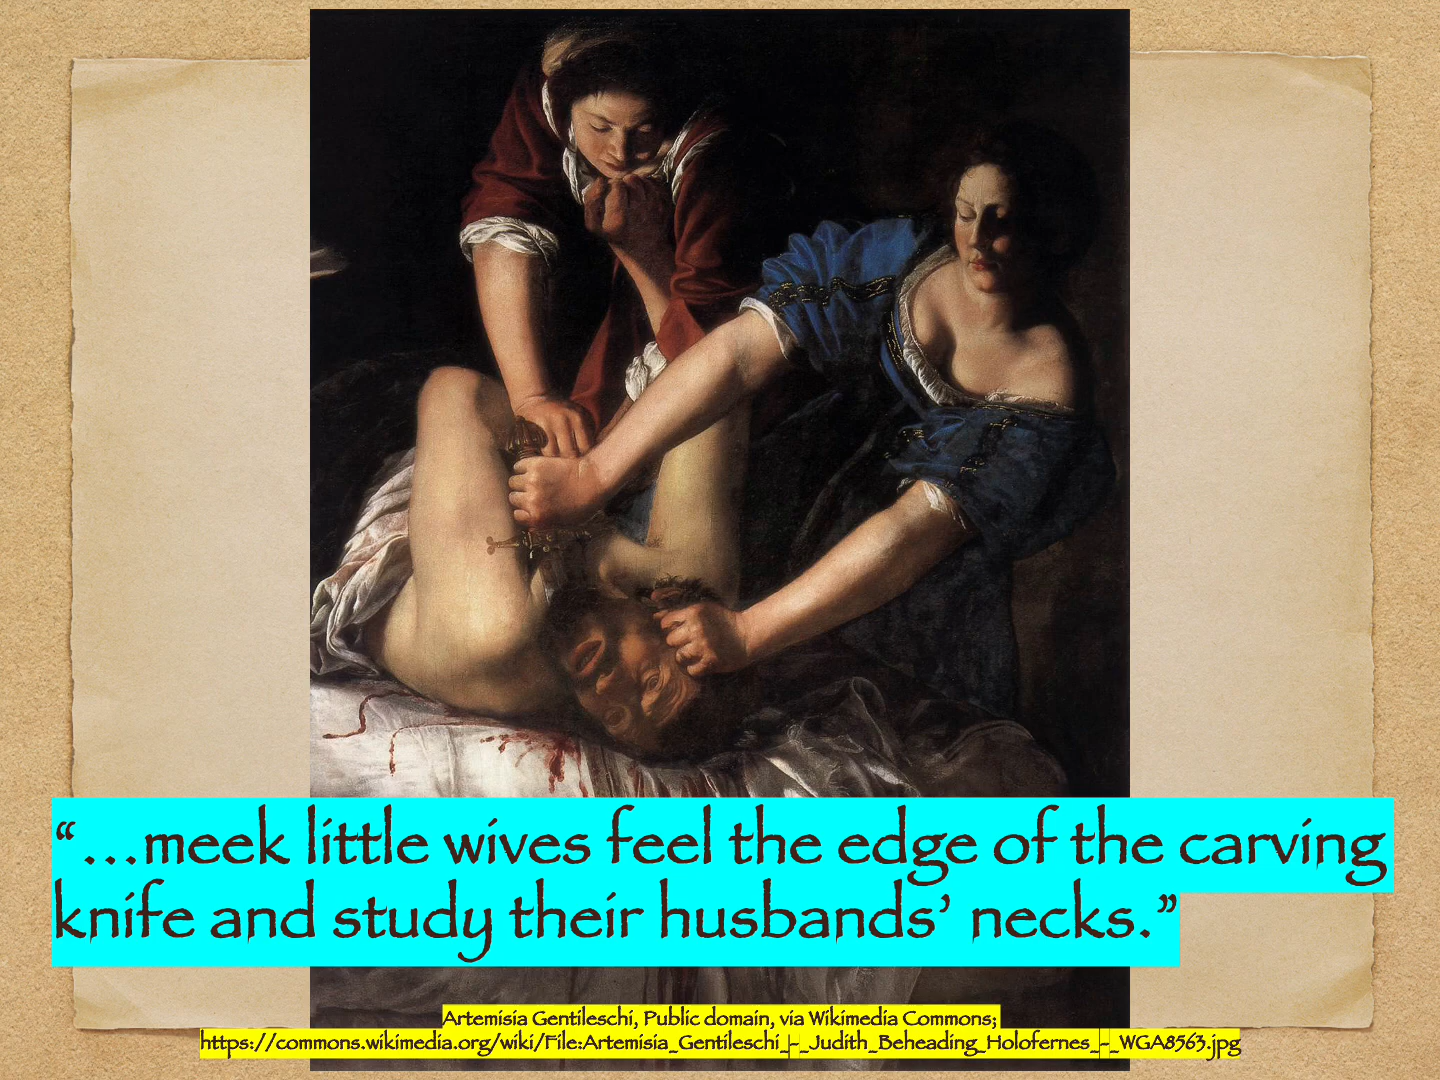 “…meek little wives feel the edge of the carving
knife and study their husbands’ necks.”
Artemisia Gentileschi, Public domain, via Wikimedia Commons;
https://commons.wikimedia.org/wiki/File:Artemisia_Gentileschi_-_Judith_Beheading_Holofernes_-_WGA8563.jpg